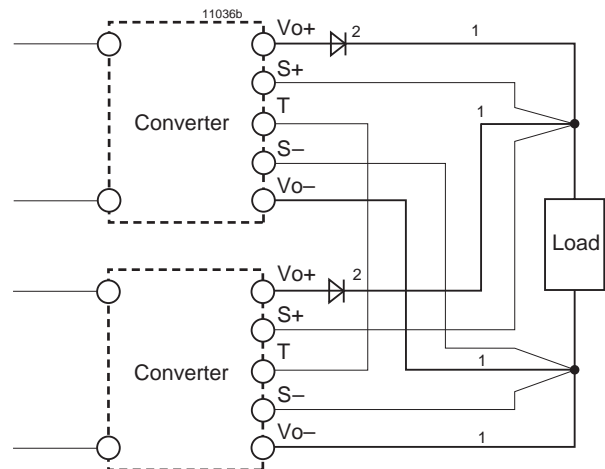 11036b
Vo+
2
1
S+
T
1
Converter
S–
Vo–
Load
Vo+
2
S+
T
1
Converter
S–
Vo–
1